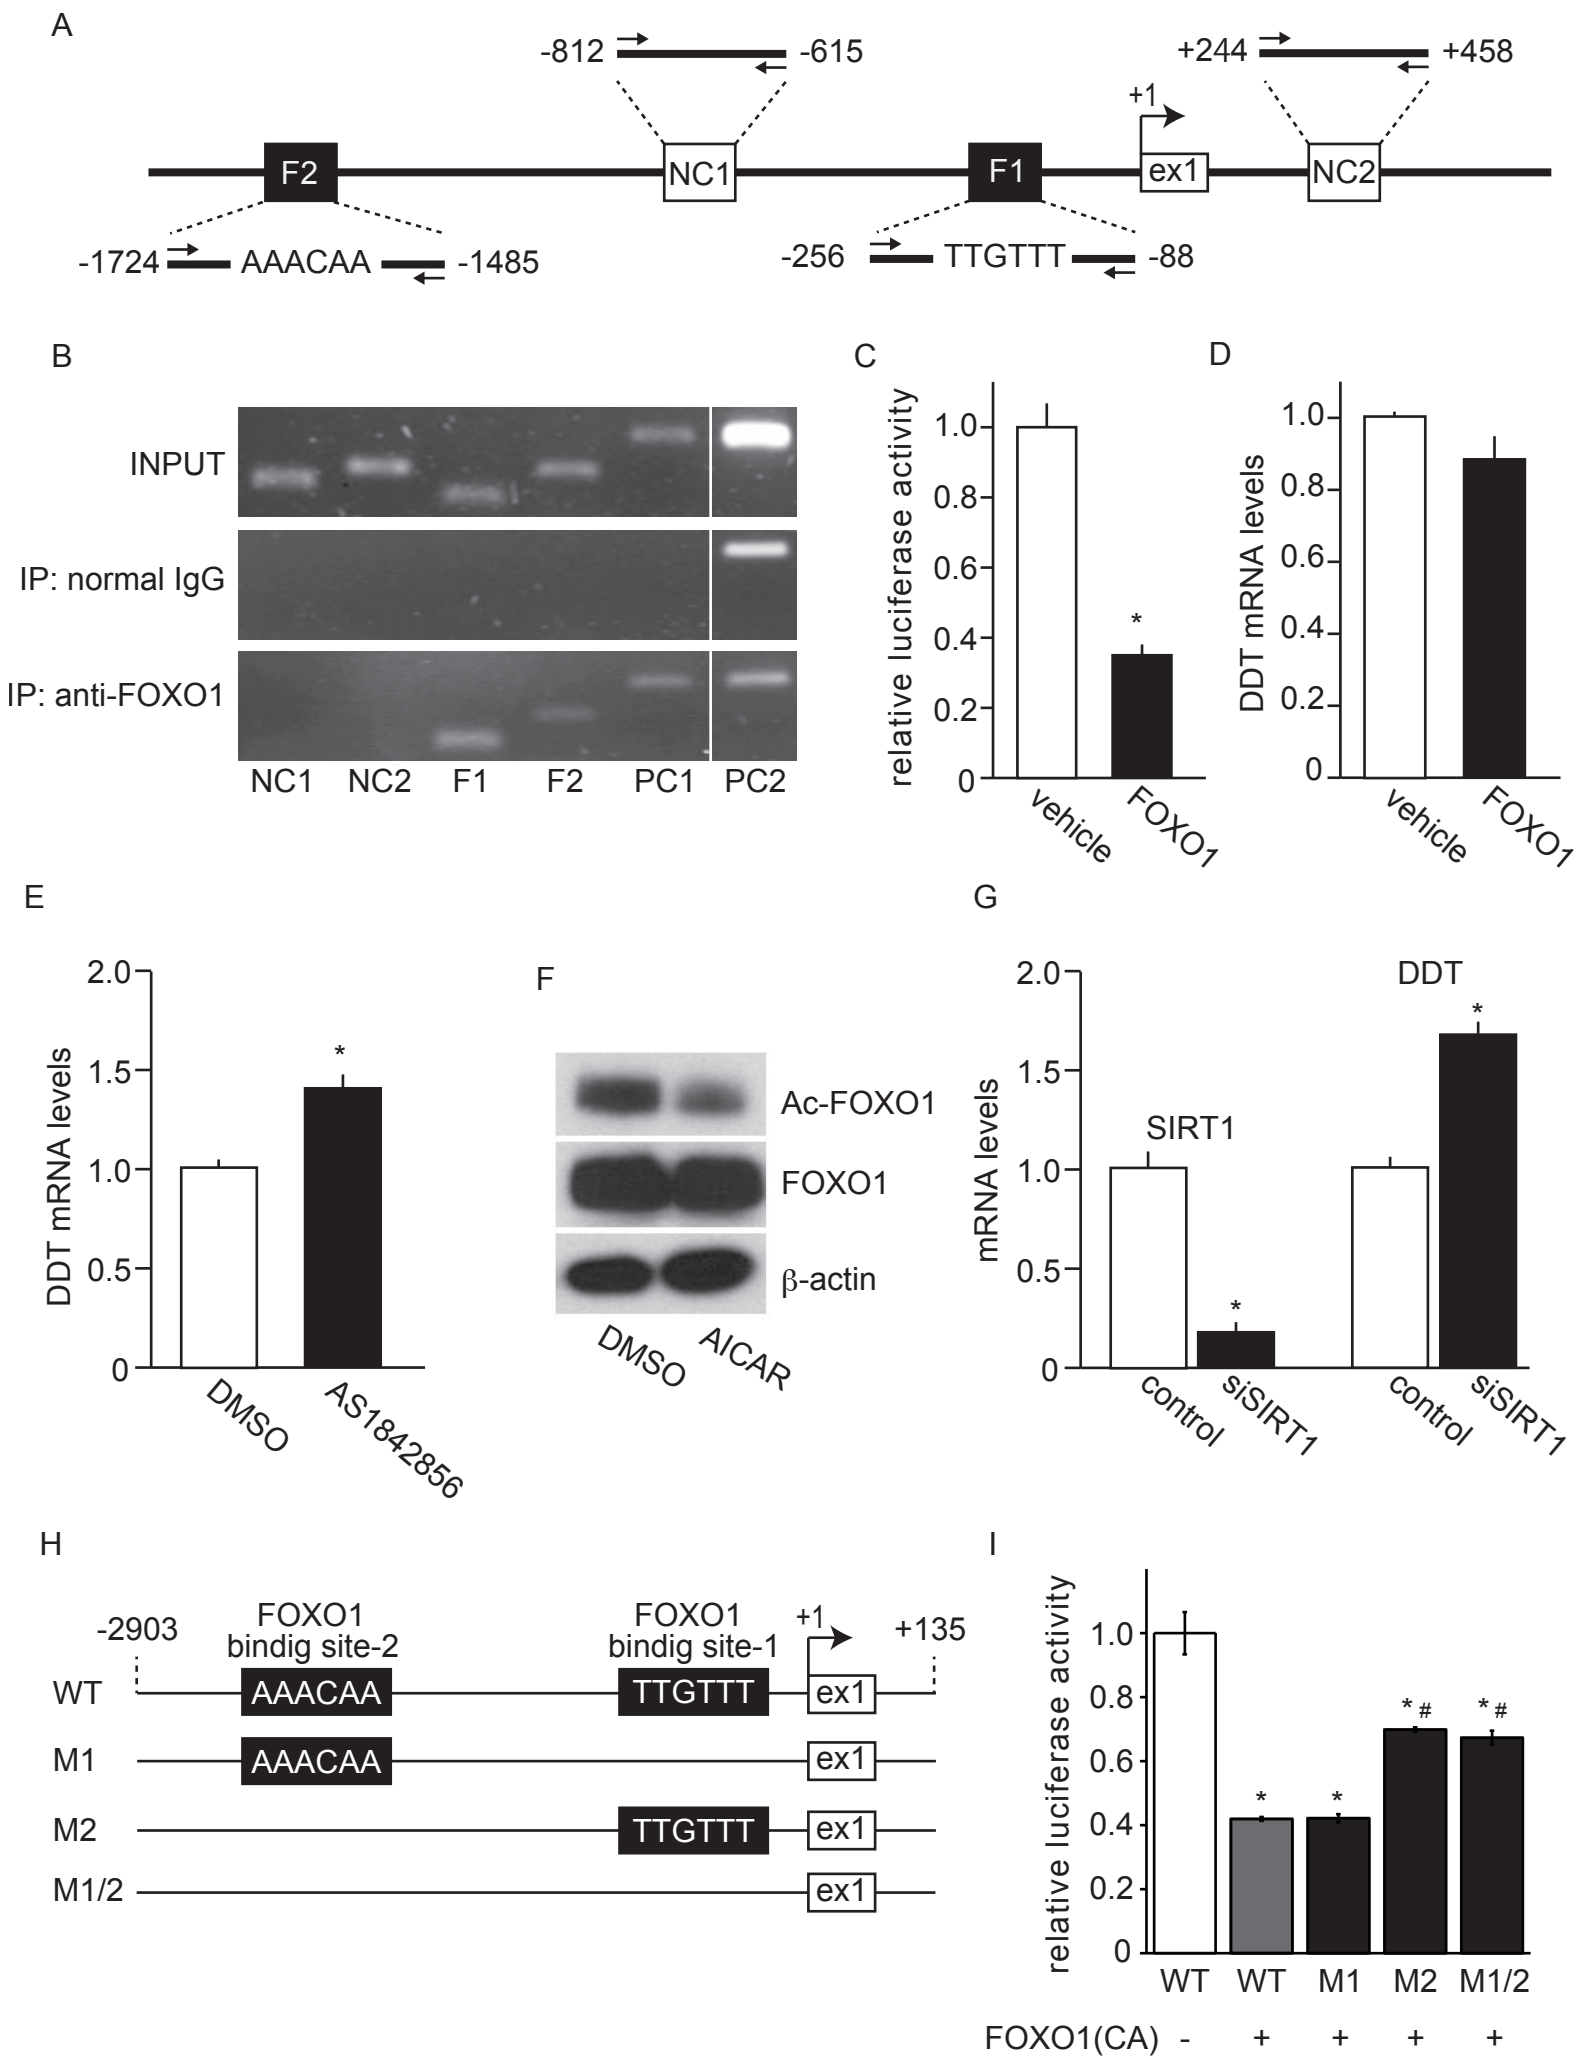 A
-812 -615
+244 +458
+1
F2 NC1 F1 ex1 NC2
-1724 AAACAA -1485
-256 TTGTTT -88
B
INPUT
IP: normal IgG
IP: anti-FOXO1
NC1 NC2 F1 F2 PC1 PC2
C
relative luciferase activity
1.0
0.8
0.6
0.4
0.2
0
*
vehicle FOXO1
D
DDT mRNA levels
1.0
0.8
0.6
0.4
0.2
0
vehicle FOXO1
E
DDT mRNA levels
2.0
1.5
1.0
0.5
0
*
DMSO AS1842856
F
Ac-FOXO1
FOXO1
β-actin
DMSO AICAR
G
mRNA levels
2.0
1.5
1.0
0.5
0
SIRT1
*
DDT
*
control siSIRT1 control siSIRT1
H
-2903
FOXO1
bindig site-2
FOXO1
bindig site-1
+1
+135
WT AAACAA TTGTTT ex1
M1 AAACAA ex1
M2 TTGTTT ex1
M1/2 ex1
I
relative luciferase activity
1.0
0.8
0.6
0.4
0.2
0
* * * # * #
WT WT M1 M2 M1/2
FOXO1(CA) - + + + +